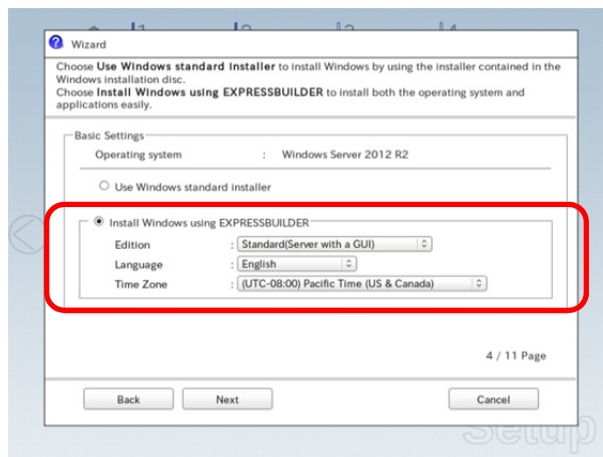 Wizard
Choose Use Windows standard installer to install Windows by using the installer contained in the
Windows installation disc.
Choose Install Windows using EXPRESSBUILDER to install both the operating system and
applications easily.
Basic Settings
Operating system : Windows Server 2012 R2
Use Windows standard installer
Install Windows using EXPRESSBUILDER
Edition : Standard(Server with a GUI)
Language : English
Time Zone : (UTC-08:00) Pacific Time (US & Canada)
4 / 11 Page
Back Next Cancel
Setup